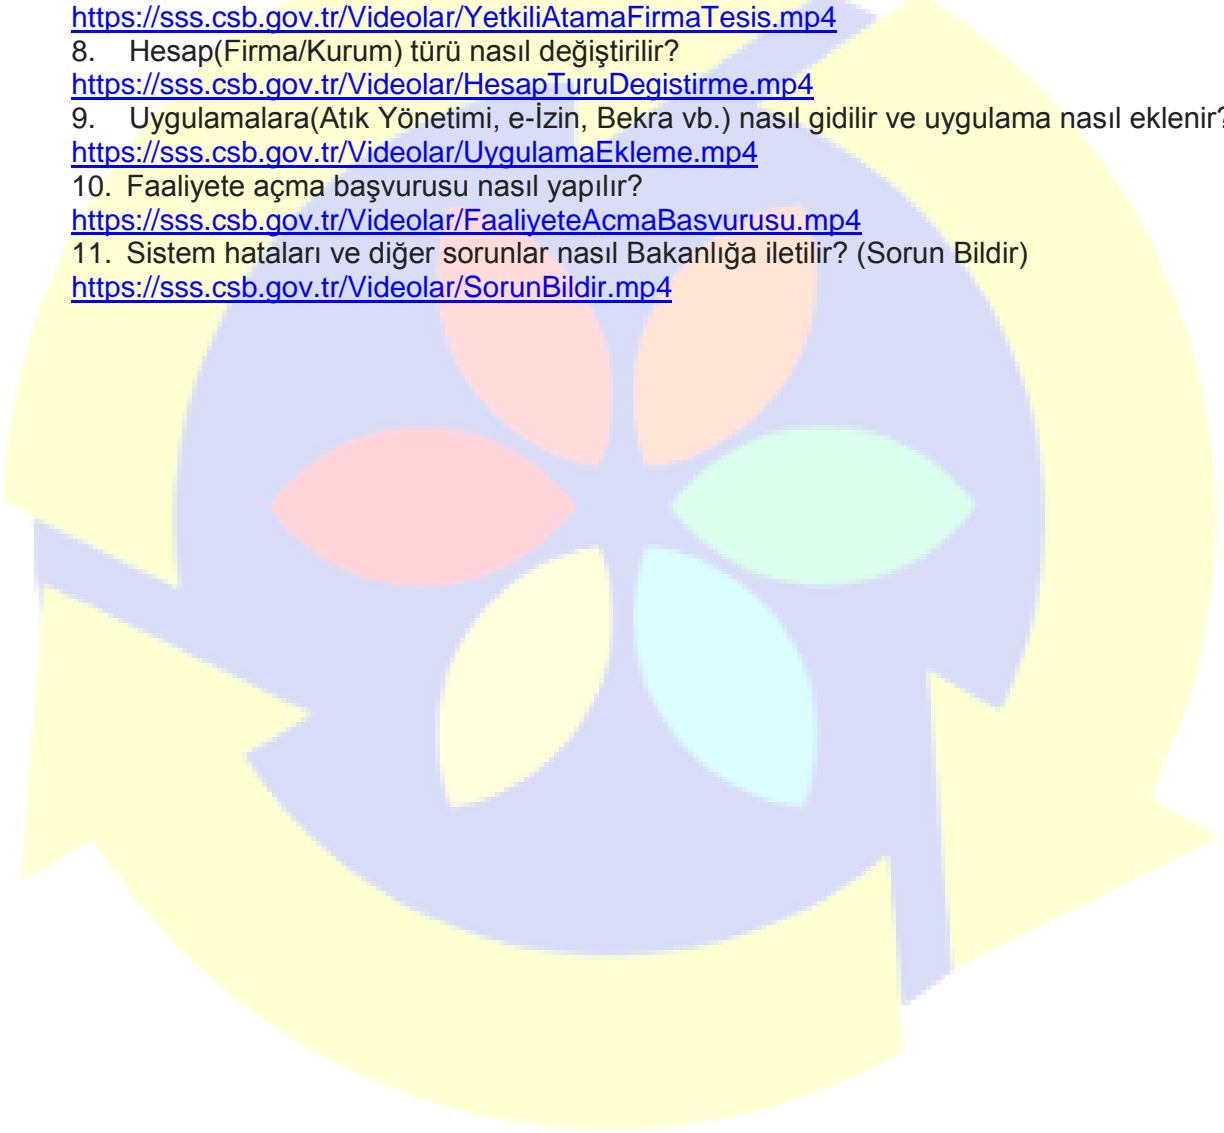 https://sss.csb.gov.tr/Videolar/YetkiliAtamaFirmaTesis.mp4
8. Hesap(Firma/Kurum) türü nasıl değiştirilir?
https://sss.csb.gov.tr/Videolar/HesapTuruDegistirme.mp4
9. Uygulamalara(Atık Yönetimi, e-İzin, Bekra vb.) nasıl gidilir ve uygulama nasıl eklenir?
https://sss.csb.gov.tr/Videolar/UygulamaEkleme.mp4
10. Faaliyete açma başvurusu nasıl yapılır?
https://sss.csb.gov.tr/Videolar/FaaliyeteAcmaBasvurusu.mp4
11. Sistem hataları ve diğer sorunlar nasıl Bakanlığa iletilir? (Sorun Bildir)
https://sss.csb.gov.tr/Videolar/SorunBildir.mp4